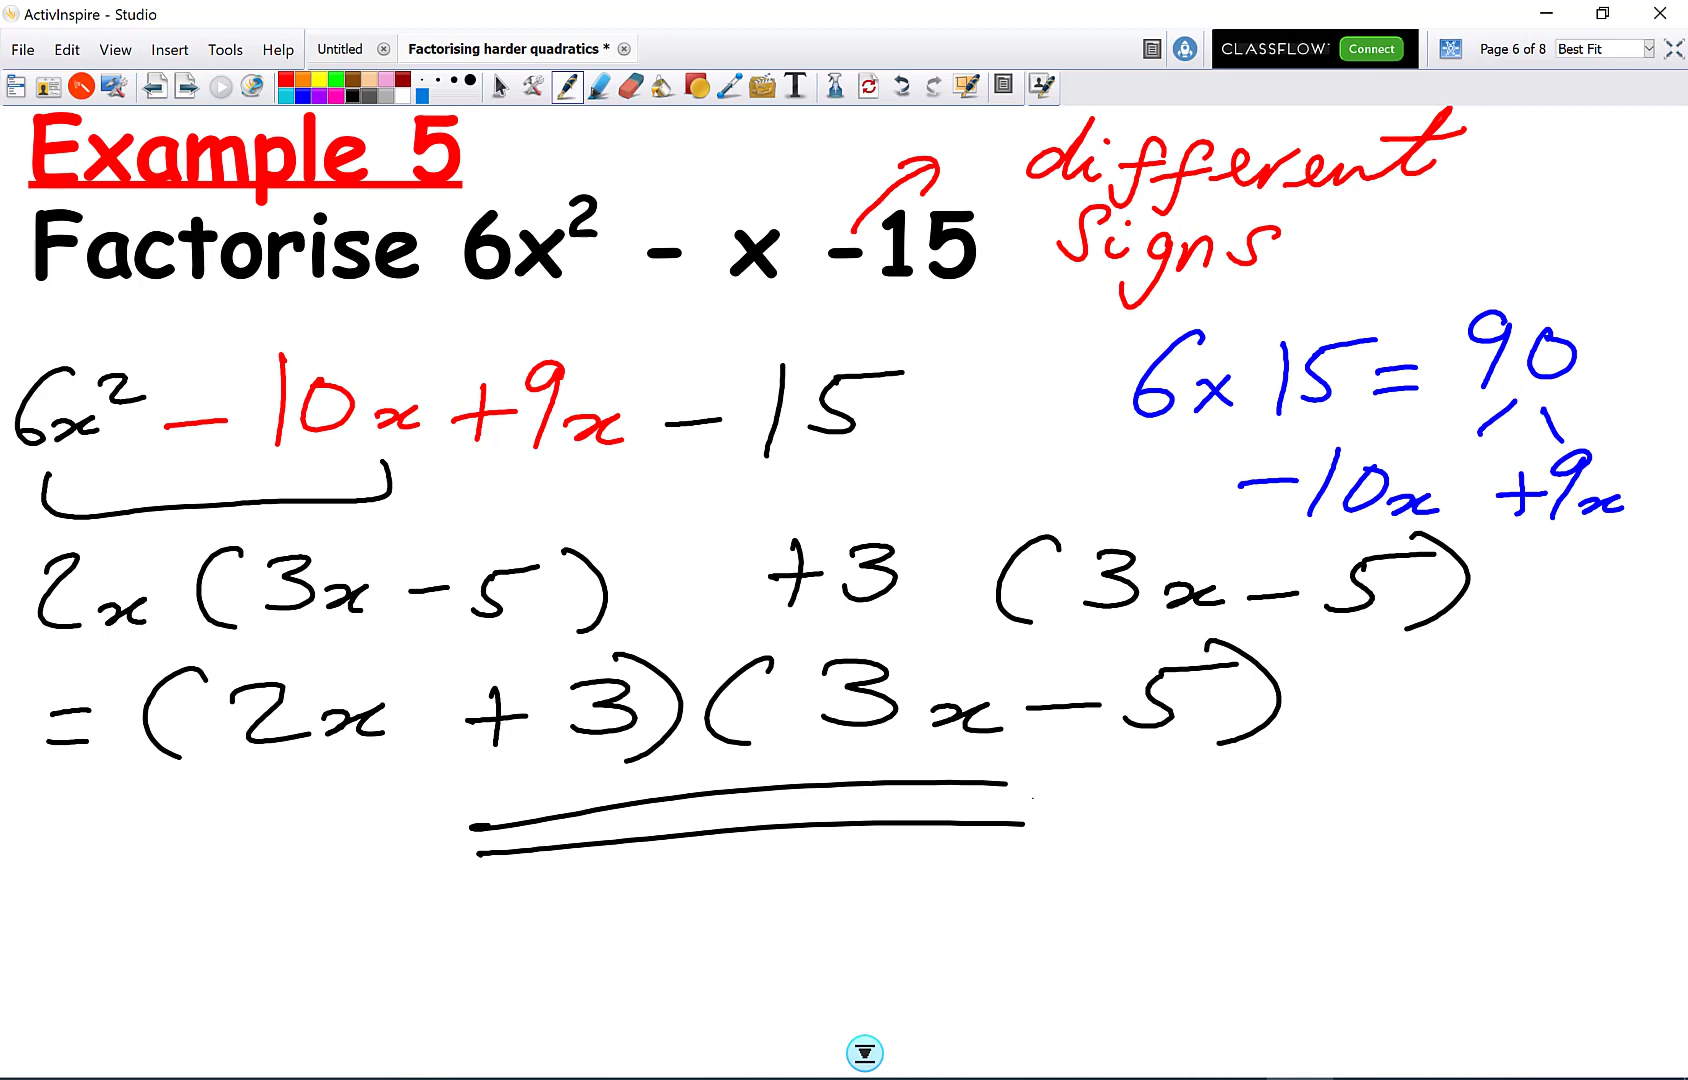 ActivInspire - Studio
File Edit View Insert Tools Help Untitled Factorising harder quadratics * CLASSFLOW Connect Page 6 of 8 Best Fit
Example 5
different
signs
Factorise 6x² - x -15
6 x 15 = 90
-10x +9x
6x² - 10x + 9x - 15
2x (3x - 5) +3 (3x - 5)
= (2x + 3)(3x - 5)